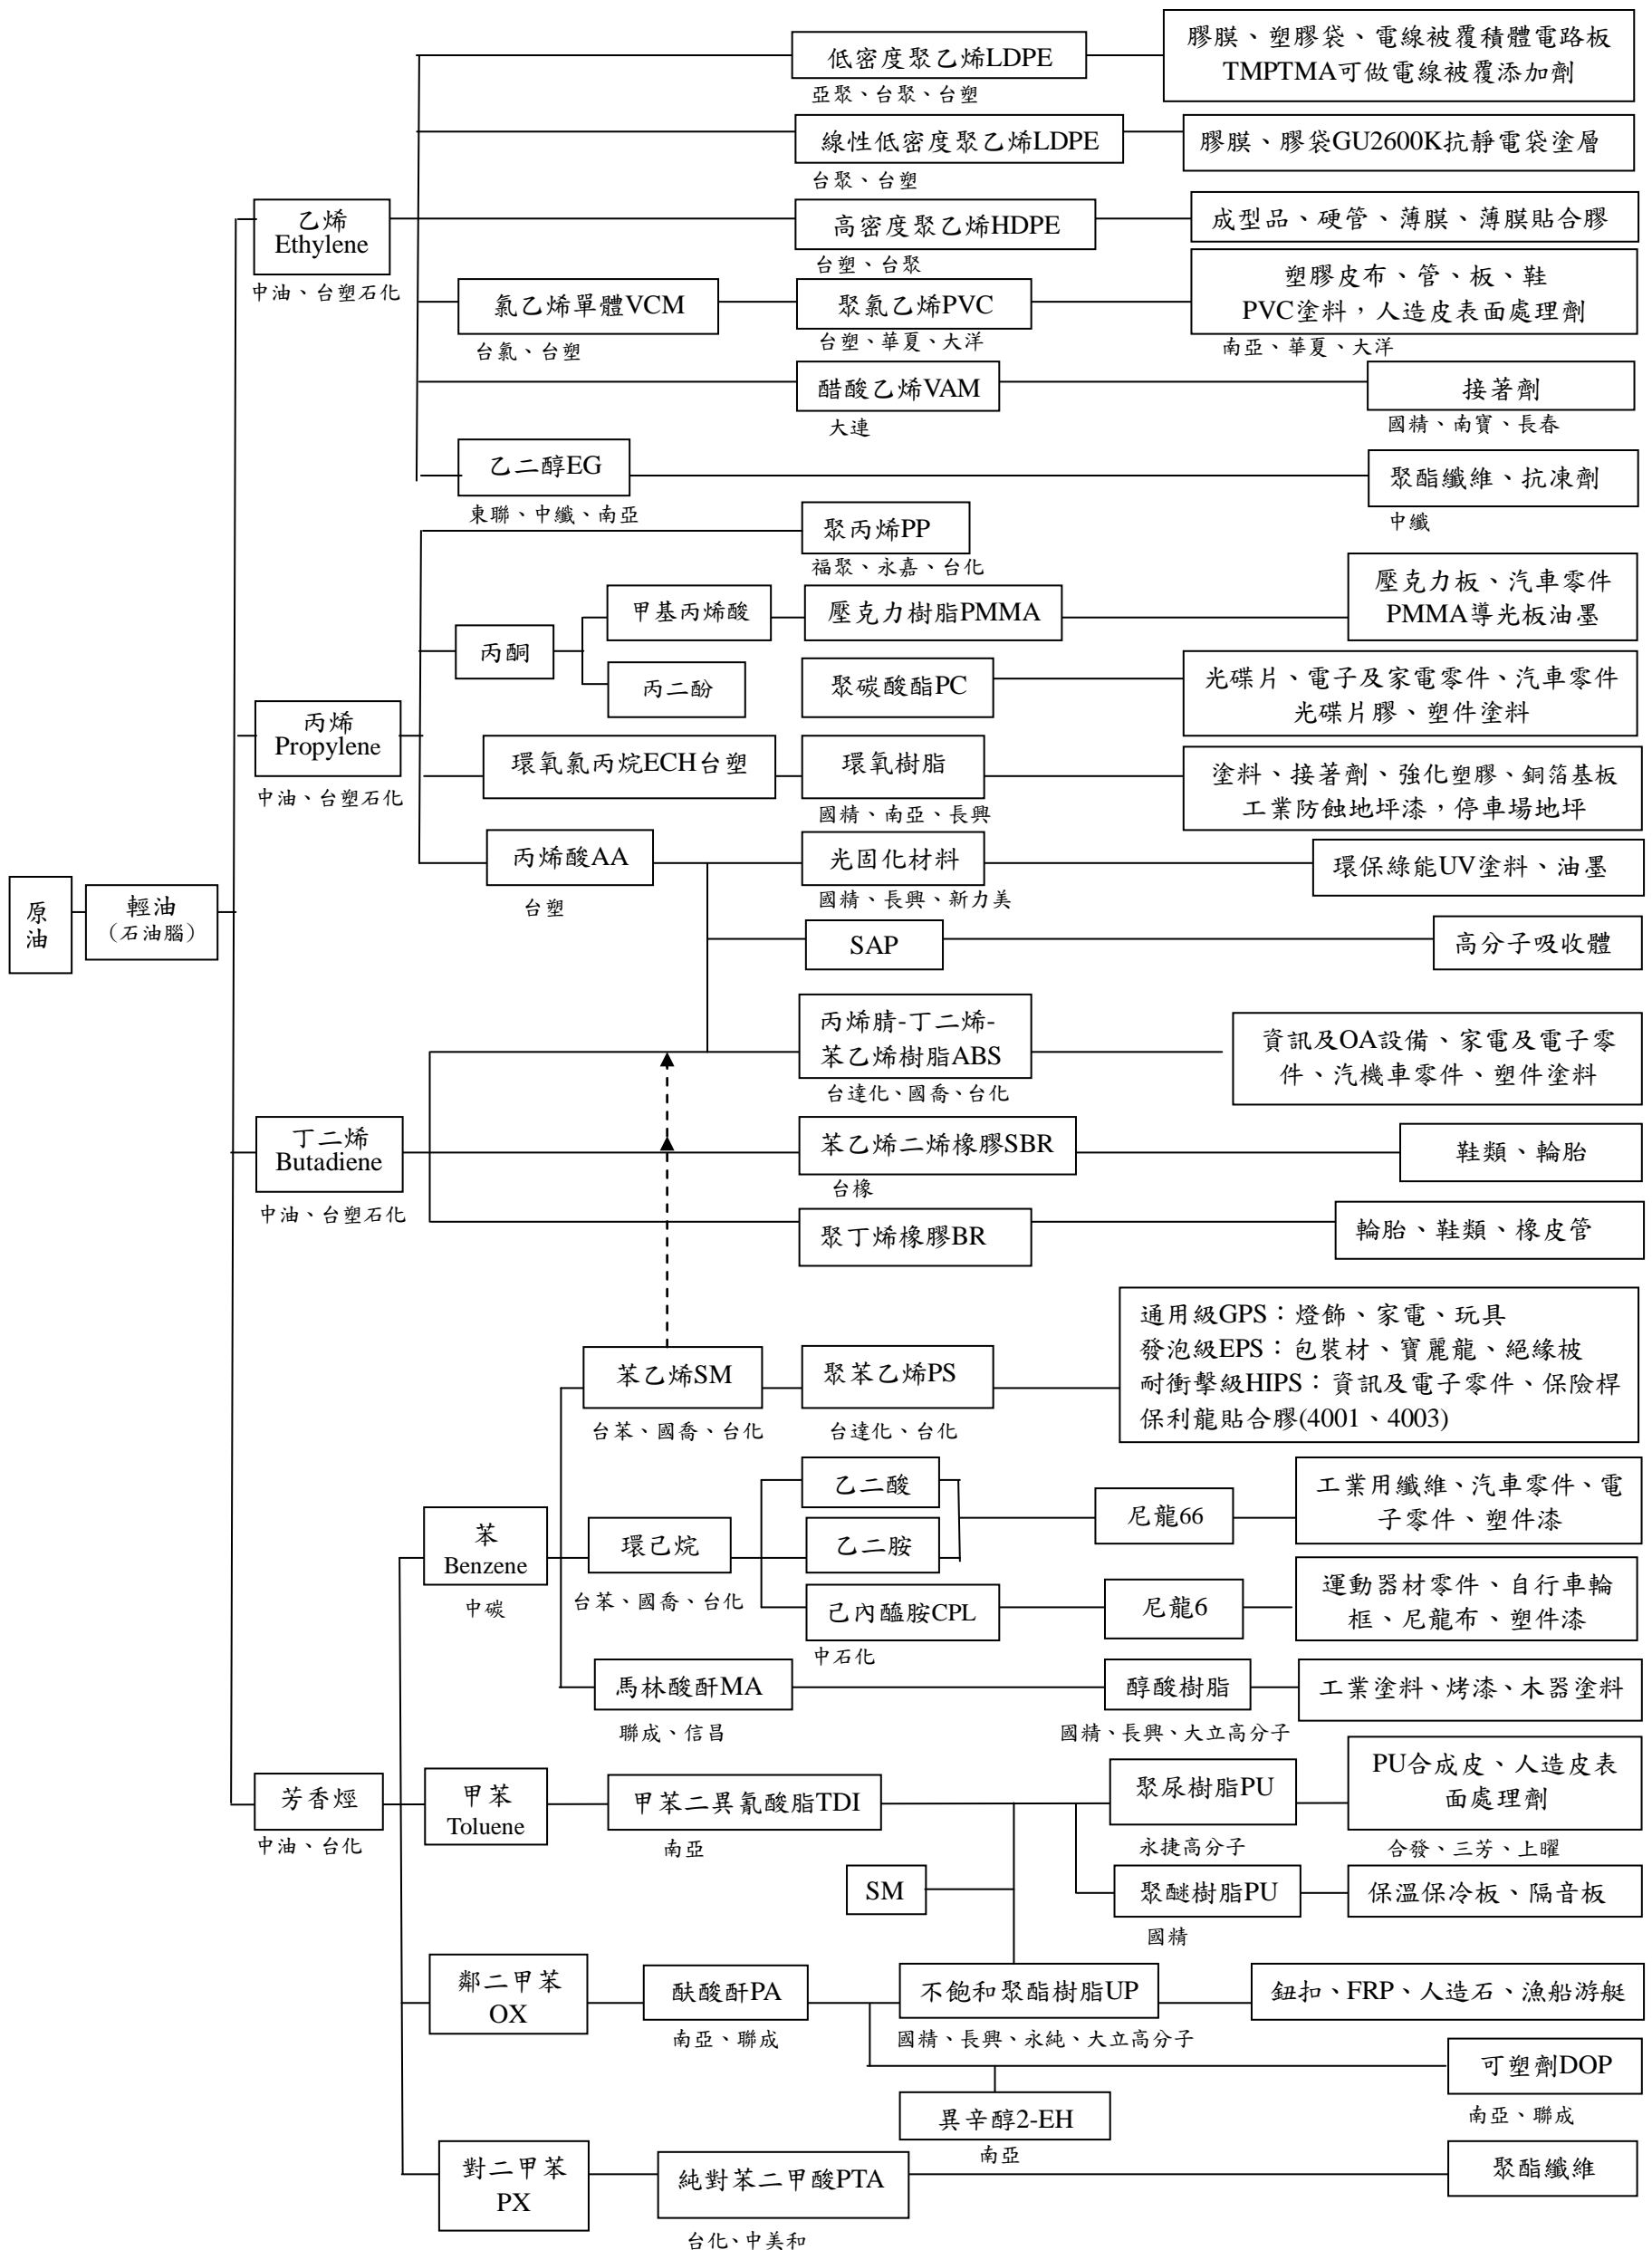 低密度聚乙烯LDPE
亞聚、台聚、台塑
膠膜、塑膠袋、電線被覆積體電路板
TMPTMA可做電線被覆添加劑
線性低密度聚乙烯LDPE
台聚、台塑
膠膜、膠袋GU2600K抗靜電袋塗層
乙烯
Ethylene
中油、台塑石化
高密度聚乙烯HDPE
台塑、台聚
成型品、硬管、薄膜、薄膜貼合膠
氯乙烯單體VCM
台氯、台塑
聚氯乙烯PVC
台塑、華夏、大洋
塑膠皮布、管、板、鞋
PVC塗料，人造皮表面處理劑
南亞、華夏、大洋
醋酸乙烯VAM
大連
接著劑
國精、南寶、長春
乙二醇EG
東聯、中纖、南亞
聚酯纖維、抗凍劑
中纖
聚丙烯PP
福聚、永嘉、台化
丙酮
甲基丙烯酸
壓克力樹脂PMMA
壓克力板、汽車零件
PMMA導光板油墨
丙二酚
聚碳酸酯PC
光碟片、電子及家電零件、汽車零件
光碟片膠、塑件塗料
丙烯
Propylene
中油、台塑石化
環氧氯丙烷ECH台塑
環氧樹脂
國精、南亞、長興
塗料、接著劑、強化塑膠、銅箔基板
工業防蝕地坪漆，停車場地坪
丙烯酸AA
台塑
光固化材料
國精、長興、新力美
環保綠能UV塗料、油墨
原
油
輕油
（石油腦）
SAP
高分子吸收體
丙烯腈-丁二烯-
苯乙烯樹脂ABS
台達化、國喬、台化
資訊及OA設備、家電及電子零
件、汽機車零件、塑件塗料
丁二烯
Butadiene
中油、台塑石化
苯乙烯二烯橡膠SBR
台橡
鞋類、輪胎
聚丁烯橡膠BR
輪胎、鞋類、橡皮管
苯乙烯SM
台苯、國喬、台化
聚苯乙烯PS
台達化、台化
通用級GPS：燈飾、家電、玩具
發泡級EPS：包裝材、寶麗龍、絕緣被
耐衝擊級HIPS：資訊及電子零件、保險桿
保利龍貼合膠(4001、4003)
苯
Benzene
中碳
環己烷
台苯、國喬、台化
乙二酸
乙二胺
尼龍66
工業用纖維、汽車零件、電
子零件、塑件漆
己內醯胺CPL
中石化
尼龍6
運動器材零件、自行車輪
框、尼龍布、塑件漆
馬林酸酐MA
聯成、信昌
醇酸樹脂
國精、長興、大立高分子
工業塗料、烤漆、木器塗料
芳香烴
中油、台化
甲苯
Toluene
甲苯二異氰酸脂TDI
南亞
聚尿樹脂PU
永捷高分子
PU合成皮、人造皮表
面處理劑
合發、三芳、上曜
SM
聚醚樹脂PU
國精
保溫保冷板、隔音板
鄰二甲苯
OX
酞酸酐PA
南亞、聯成
不飽和聚酯樹脂UP
國精、長興、永純、大立高分子
鈕扣、FRP、人造石、漁船游艇
可塑劑DOP
南亞、聯成
異辛醇2-EH
南亞
對二甲苯
PX
純對苯二甲酸PTA
台化、中美和
聚酯纖維